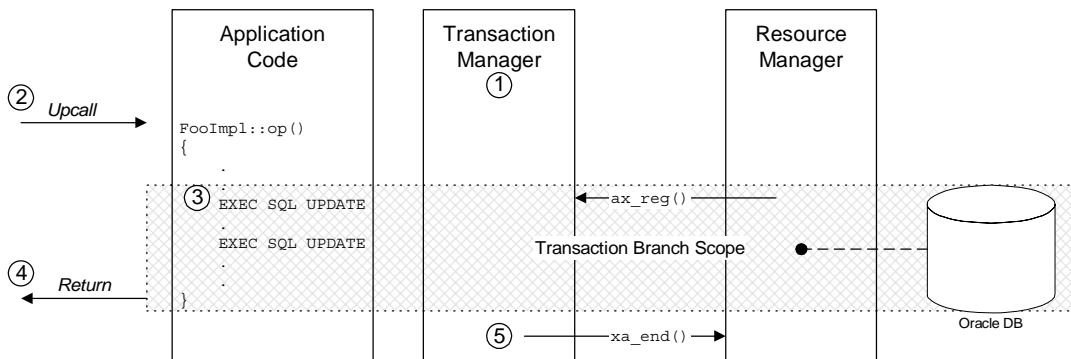 Application
Code
Transaction
Manager
①
Resource
Manager
②
Upcall
FooImpl::op()
{
.
.
③
EXEC SQL UPDATE
ax_reg()
.
EXEC SQL UPDATE
Transaction Branch Scope
.
.
④
Return
}
Oracle DB
⑤
xa_end()